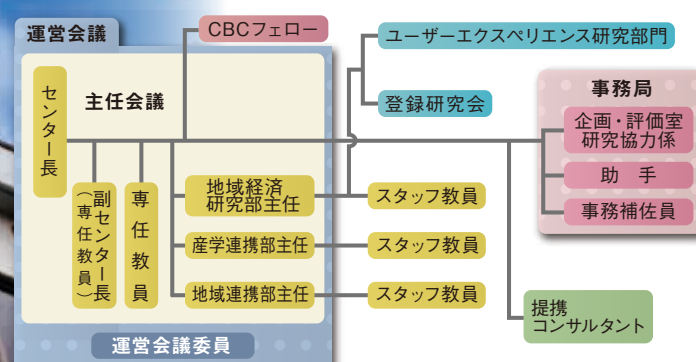 運営会議
CBCフェロー
ユーザーエクスペリエンス研究部門
主任会議
センター長
登録研究会
事務局
企画・評価室
研究協力係
助手
事務補佐員
副センター長
（専任教員）
専任教員
地域経済
研究部主任
スタッフ教員
産学連携部主任
スタッフ教員
地域連携部主任
スタッフ教員
提携
コンサルタント
運営会議委員